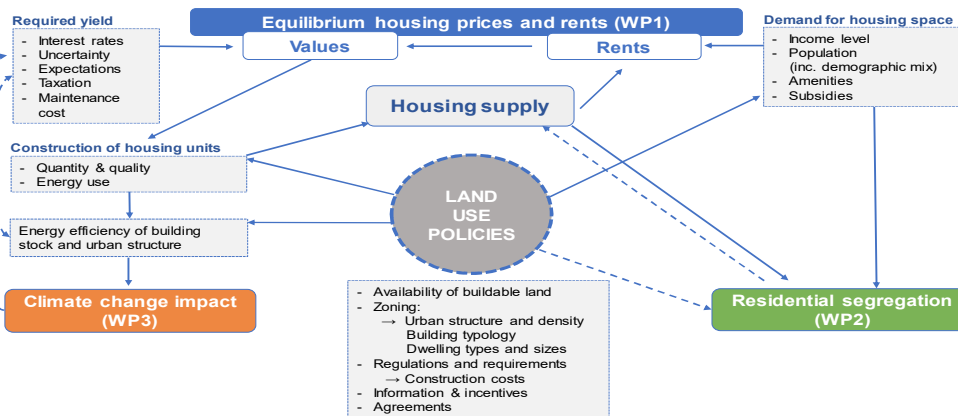 Required yield
- Interest rates
- Uncertainty
- Expectations
- Taxation
- Maintenance
cost
Equilibrium housing prices and rents (WP1)
Values
Rents
Demand for housing space
- Income level
- Population
(inc. demographic mix)
- Amenities
- Subsidies
Housing supply
Construction of housing units
- Quantity & quality
- Energy use
LAND
USE
POLICIES
Energy efficiency of building
stock and urban structure
Climate change impact
(WP3)
- Availability of buildable land
- Zoning:
→ Urban structure and density
Building typology
Dwelling types and sizes
- Regulations and requirements
→ Construction costs
- Information & incentives
- Agreements
Residential segregation
(WP2)